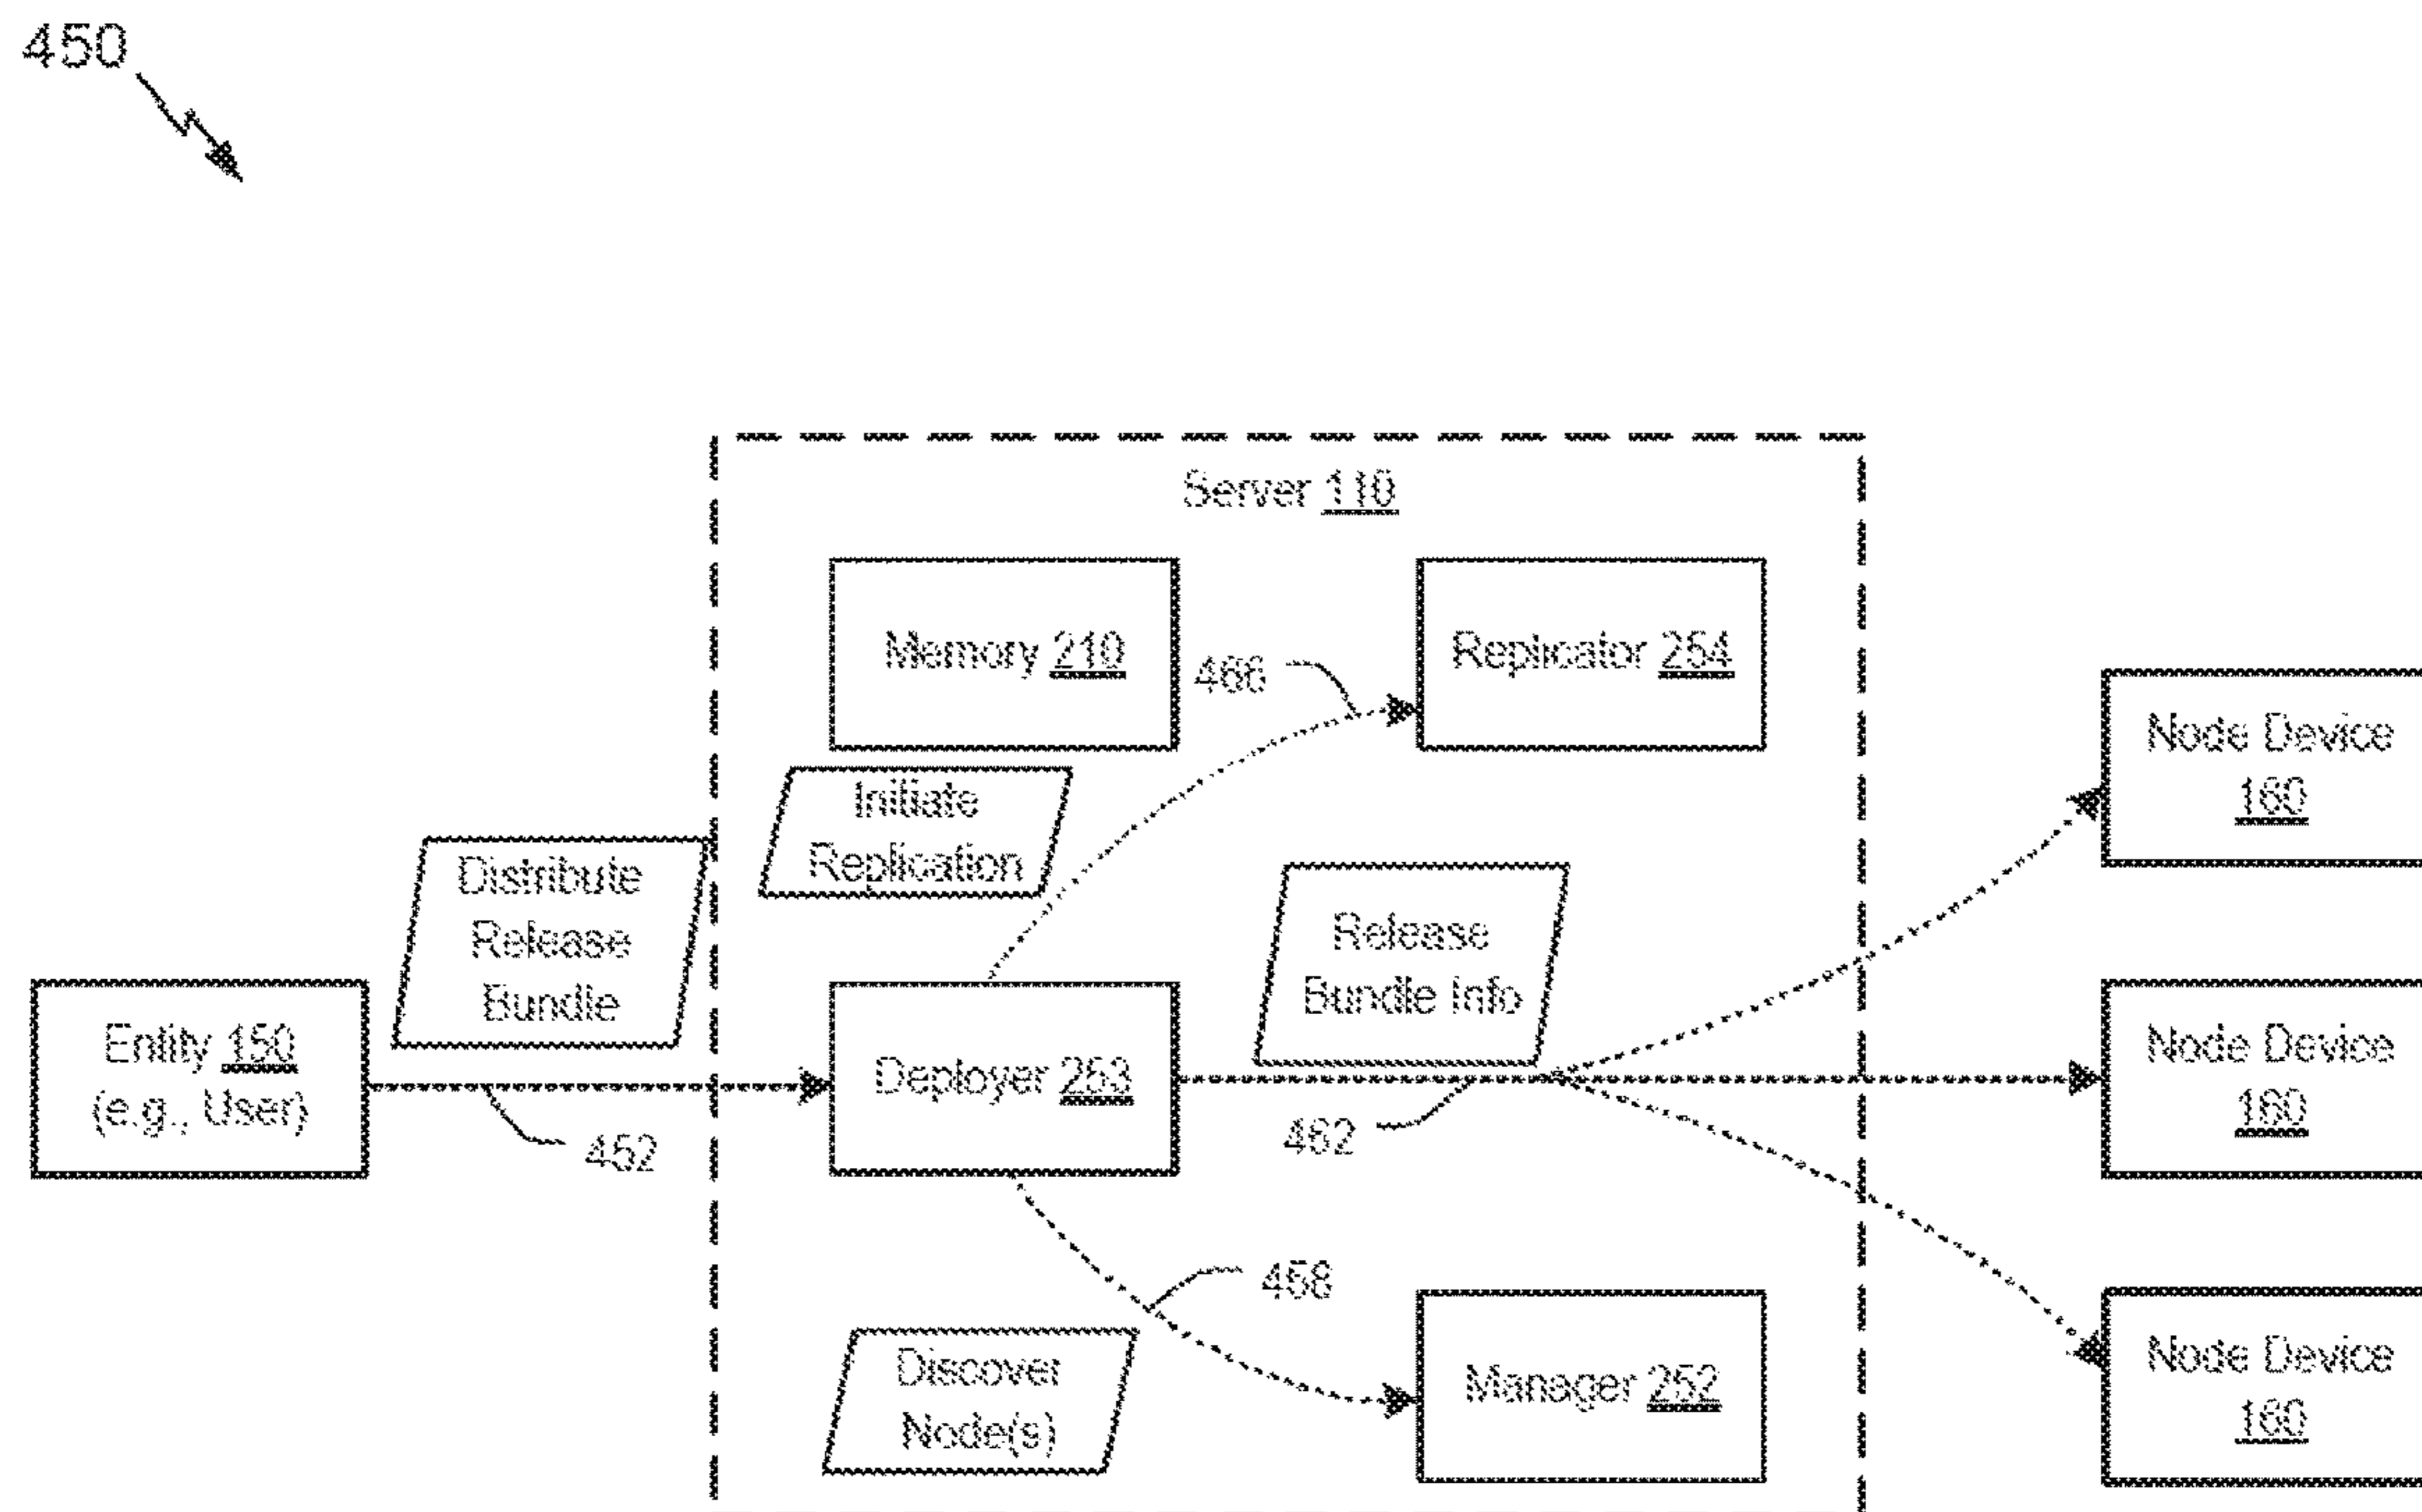 450
Server 110
Memory 210
Replicator 254
466
Initiate
Replication
Distribute
Release
Bundle
Release
Bundle Info
Entity 150
(e.g., User)
452
Deployer 253
462
458
Discover
Node(s)
Manager 252
Node Device
160
Node Device
160
Node Device
160